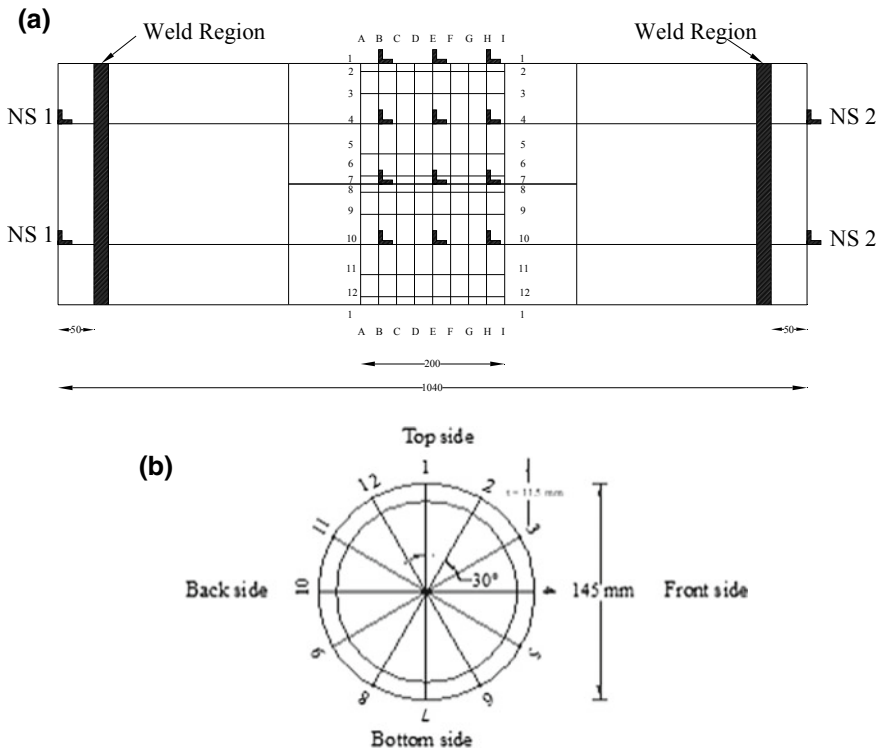 (a)
Weld Region
Weld Region
A B C D E F G H I
1
2
3
4
5
6
7
8
9
10
11
12
1
1
2
3
4
5
6
7
8
9
10
11
12
1
NS 1
NS 2
NS 1
NS 2
A B C D E F G H I
50
50
200
1040
(b)
Top side
1
2
3
4
5
6
7
8
9
10
11
12
t = 11.5 mm
30°
145 mm
Back side
Front side
Bottom side